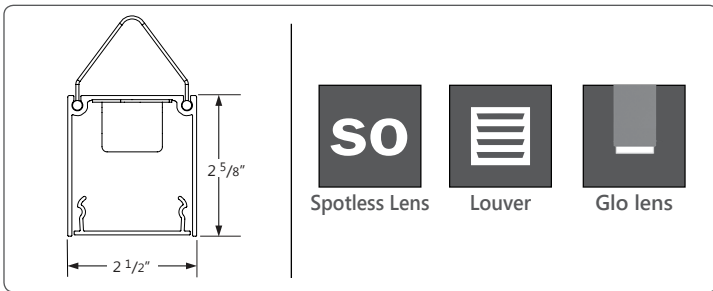 2 5/8"
2 1/2"
so
Spotless Lens
Louver
Glo lens